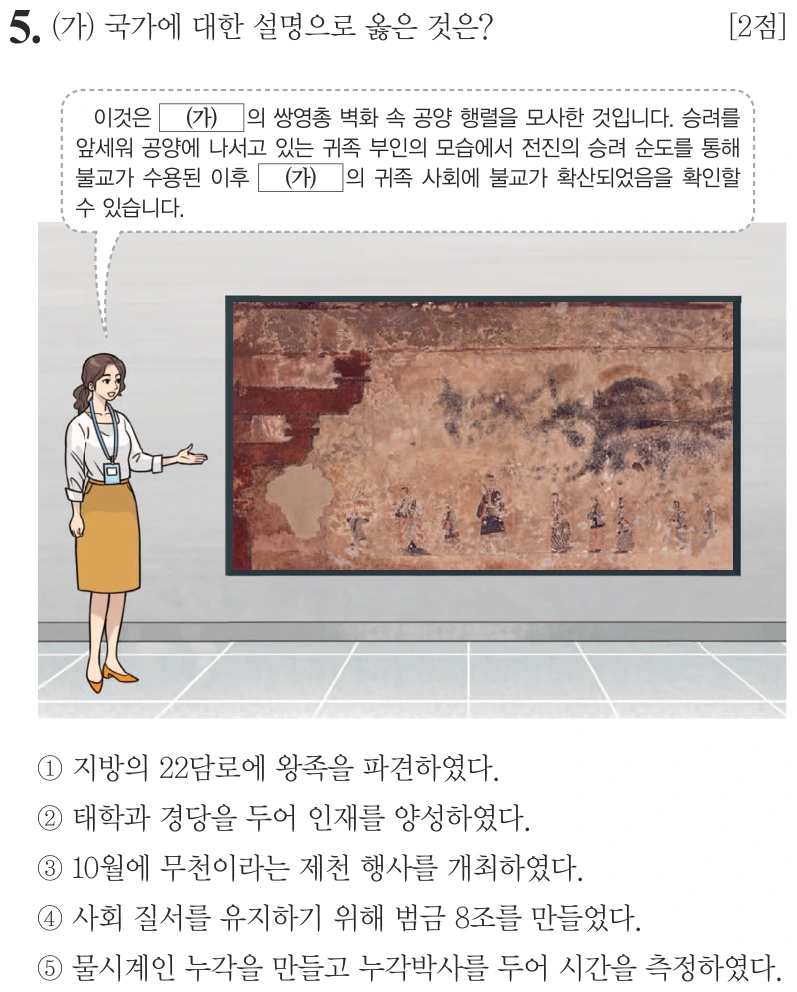 5. (가) 국가에 대한 설명으로 옳은 것은? [2점]
이것은 (가) 의 쌍영총 벽화 속 공양 행렬을 모사한 것입니다. 승려를
앞세워 공양에 나서고 있는 귀족 부인의 모습에서 전진의 승려 순도를 통해
불교가 수용된 이후 (가) 의 귀족 사회에 불교가 확산되었음을 확인할
수 있습니다.
① 지방의 22담로에 왕족을 파견하였다.
② 태학과 경당을 두어 인재를 양성하였다.
③ 10월에 무천이라는 제천 행사를 개최하였다.
④ 사회 질서를 유지하기 위해 범금 8조를 만들었다.
⑤ 물시계인 누각을 만들고 누각박사를 두어 시간을 측정하였다.